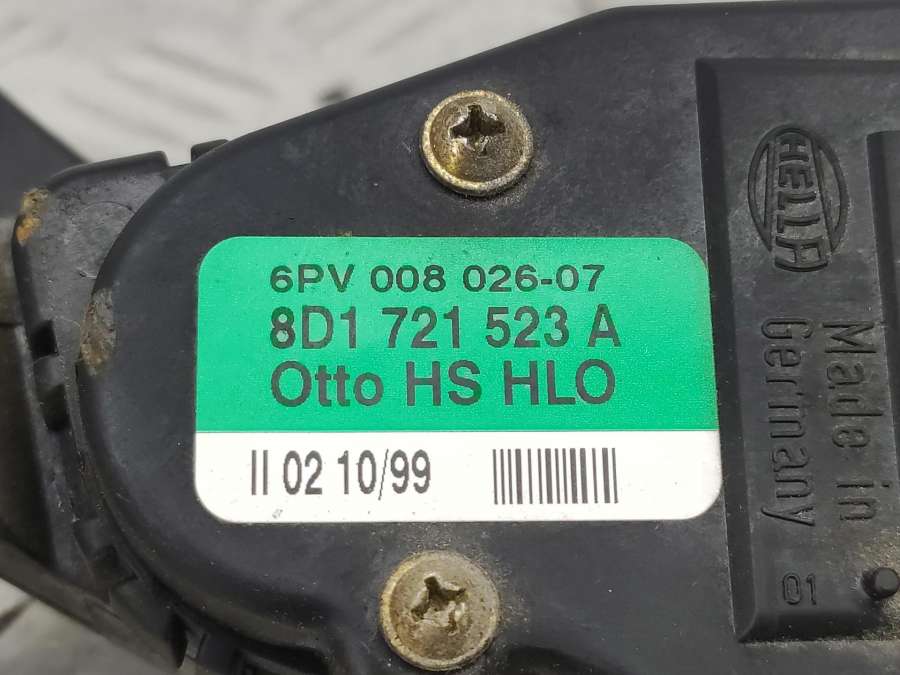 6PV 008 026-07
8D1 721 523 A
Otto HS HLO
II 02 10/99
HELLA
Made in
Germany
01